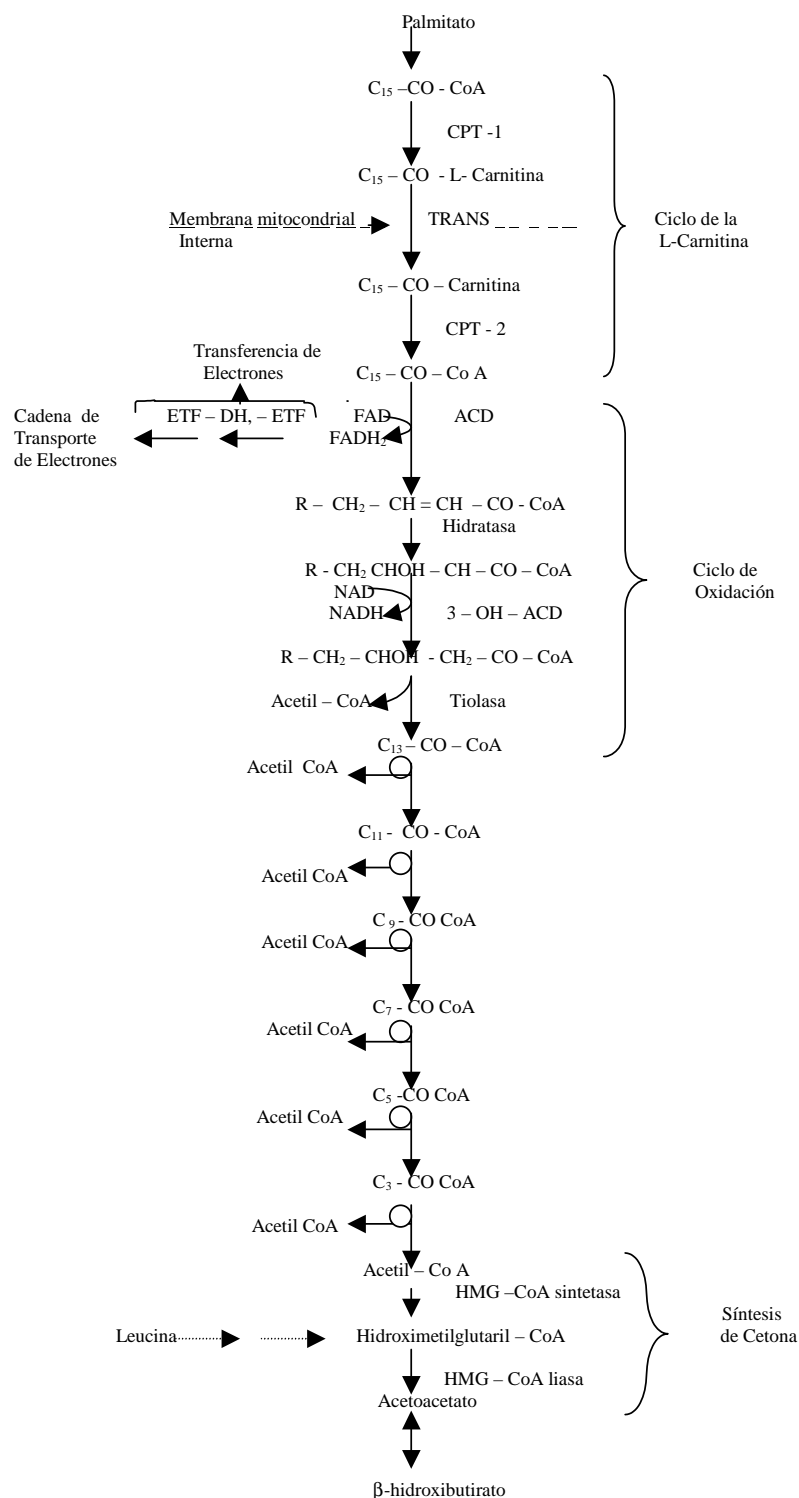 Palmitato
C₁₅ –CO - CoA
CPT -1
C₁₅ – CO - L- Carnitina
Membrana mitocondrial
Interna
TRANS
Ciclo de la
L-Carnitina
C₁₅ – CO – Carnitina
CPT - 2
Transferencia de
Electrones
C₁₅ – CO – Co A
Cadena de
Transporte
de Electrones
ETF – DH, – ETF
FAD
FADH₂
ACD
R – CH₂ – CH = CH – CO - CoA
Hidratasa
R - CH₂ CHOH – CH – CO – CoA
NAD
NADH
3 – OH – ACD
Ciclo de
Oxidación
R – CH₂ – CHOH - CH₂ – CO – CoA
Acetil – CoA
Tiolasa
C₁₃ – CO – CoA
Acetil CoA
C₁₁ - CO - CoA
Acetil CoA
C ₉ - CO CoA
Acetil CoA
C₇ - CO CoA
Acetil CoA
C₅ -CO CoA
Acetil CoA
C₃ - CO CoA
Acetil CoA
Acetil – Co A
HMG –CoA sintetasa
Leucina
Hidroximetilglutaril – CoA
Síntesis
de Cetona
HMG – CoA liasa
Acetoacetato
β-hidroxibutirato